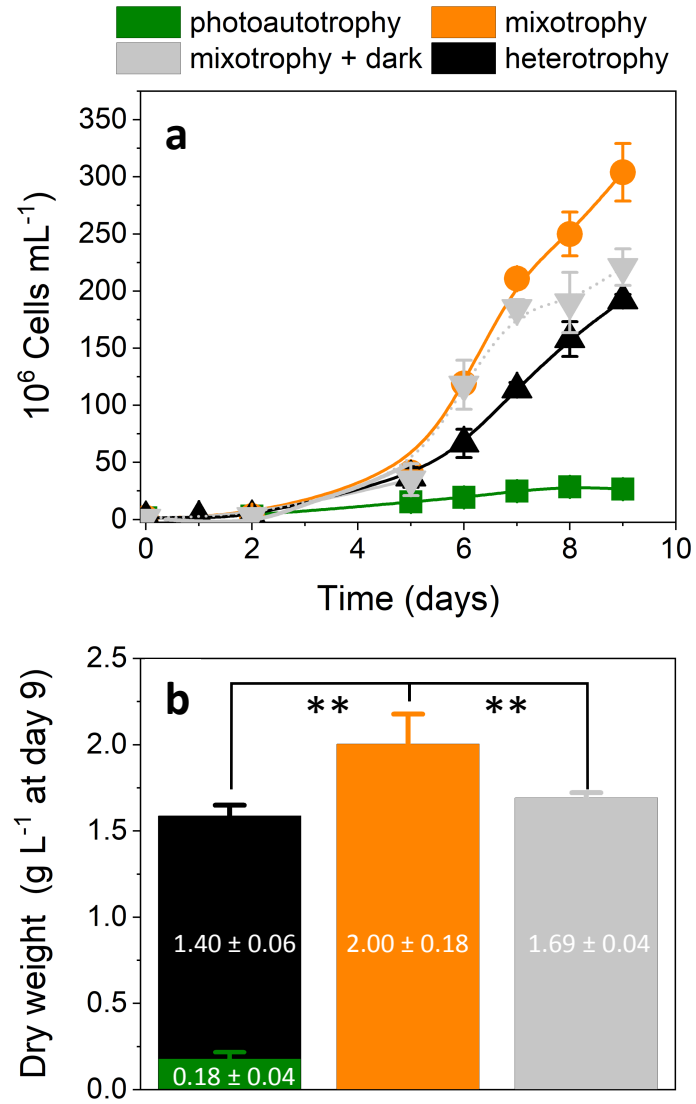 photoautotrophy mixotrophy
mixotrophy + dark heterotrophy
a
350
300
250
200
150
100
50
0
10⁶ Cells mL⁻¹
0 2 4 6 8 10
Time (days)
b
2.5
2.0
1.5
1.0
0.5
0.0
Dry weight (g L⁻¹ at day 9)
** **
1.40 ± 0.06 2.00 ± 0.18 1.69 ± 0.04
0.18 ± 0.04